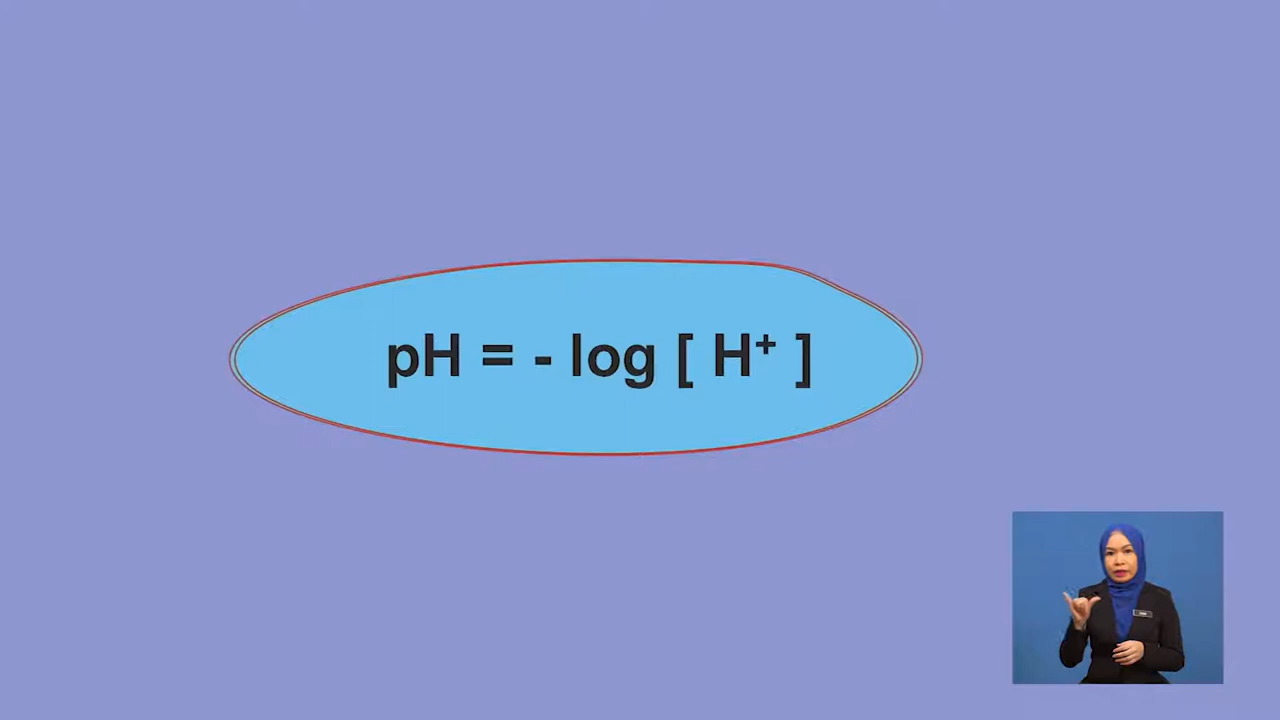 pH = - log [ H⁺ ]